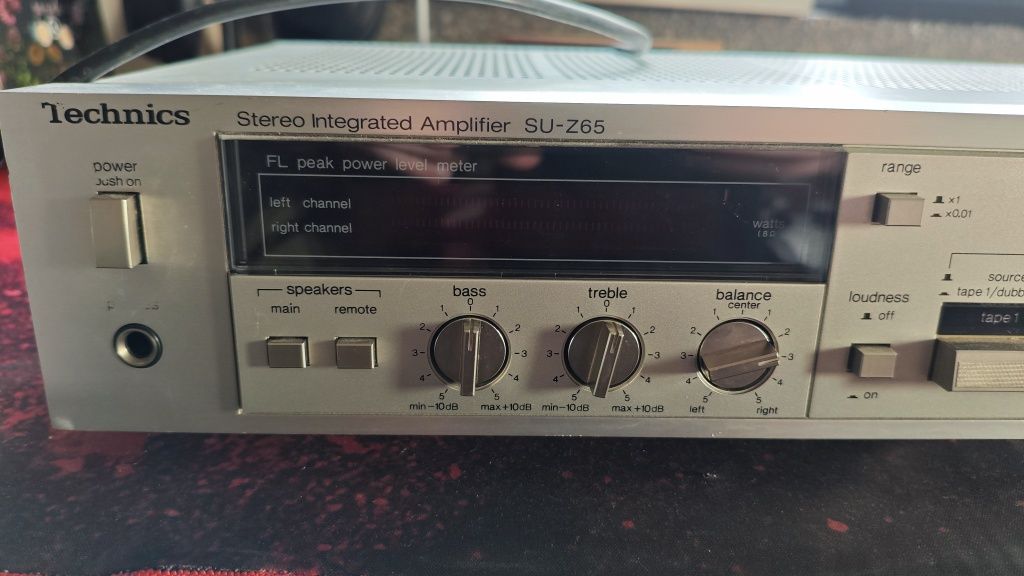 Technics
Stereo Integrated Amplifier SU-Z65
power
push on
FL peak power level meter
left channel
right channel
watts
(8Ω)
range
×1
×0.01
speakers
main
remote
bass
0
1 1
2 2
3 3
4 4
5 5
min-10dB max+10dB
treble
0
1 1
2 2
3 3
4 4
5 5
min-10dB max+10dB
balance
center
1 1
2 2
3 3
4 4
5 5
left right
loudness
off
on
source
tape 1/dubb
tape 1